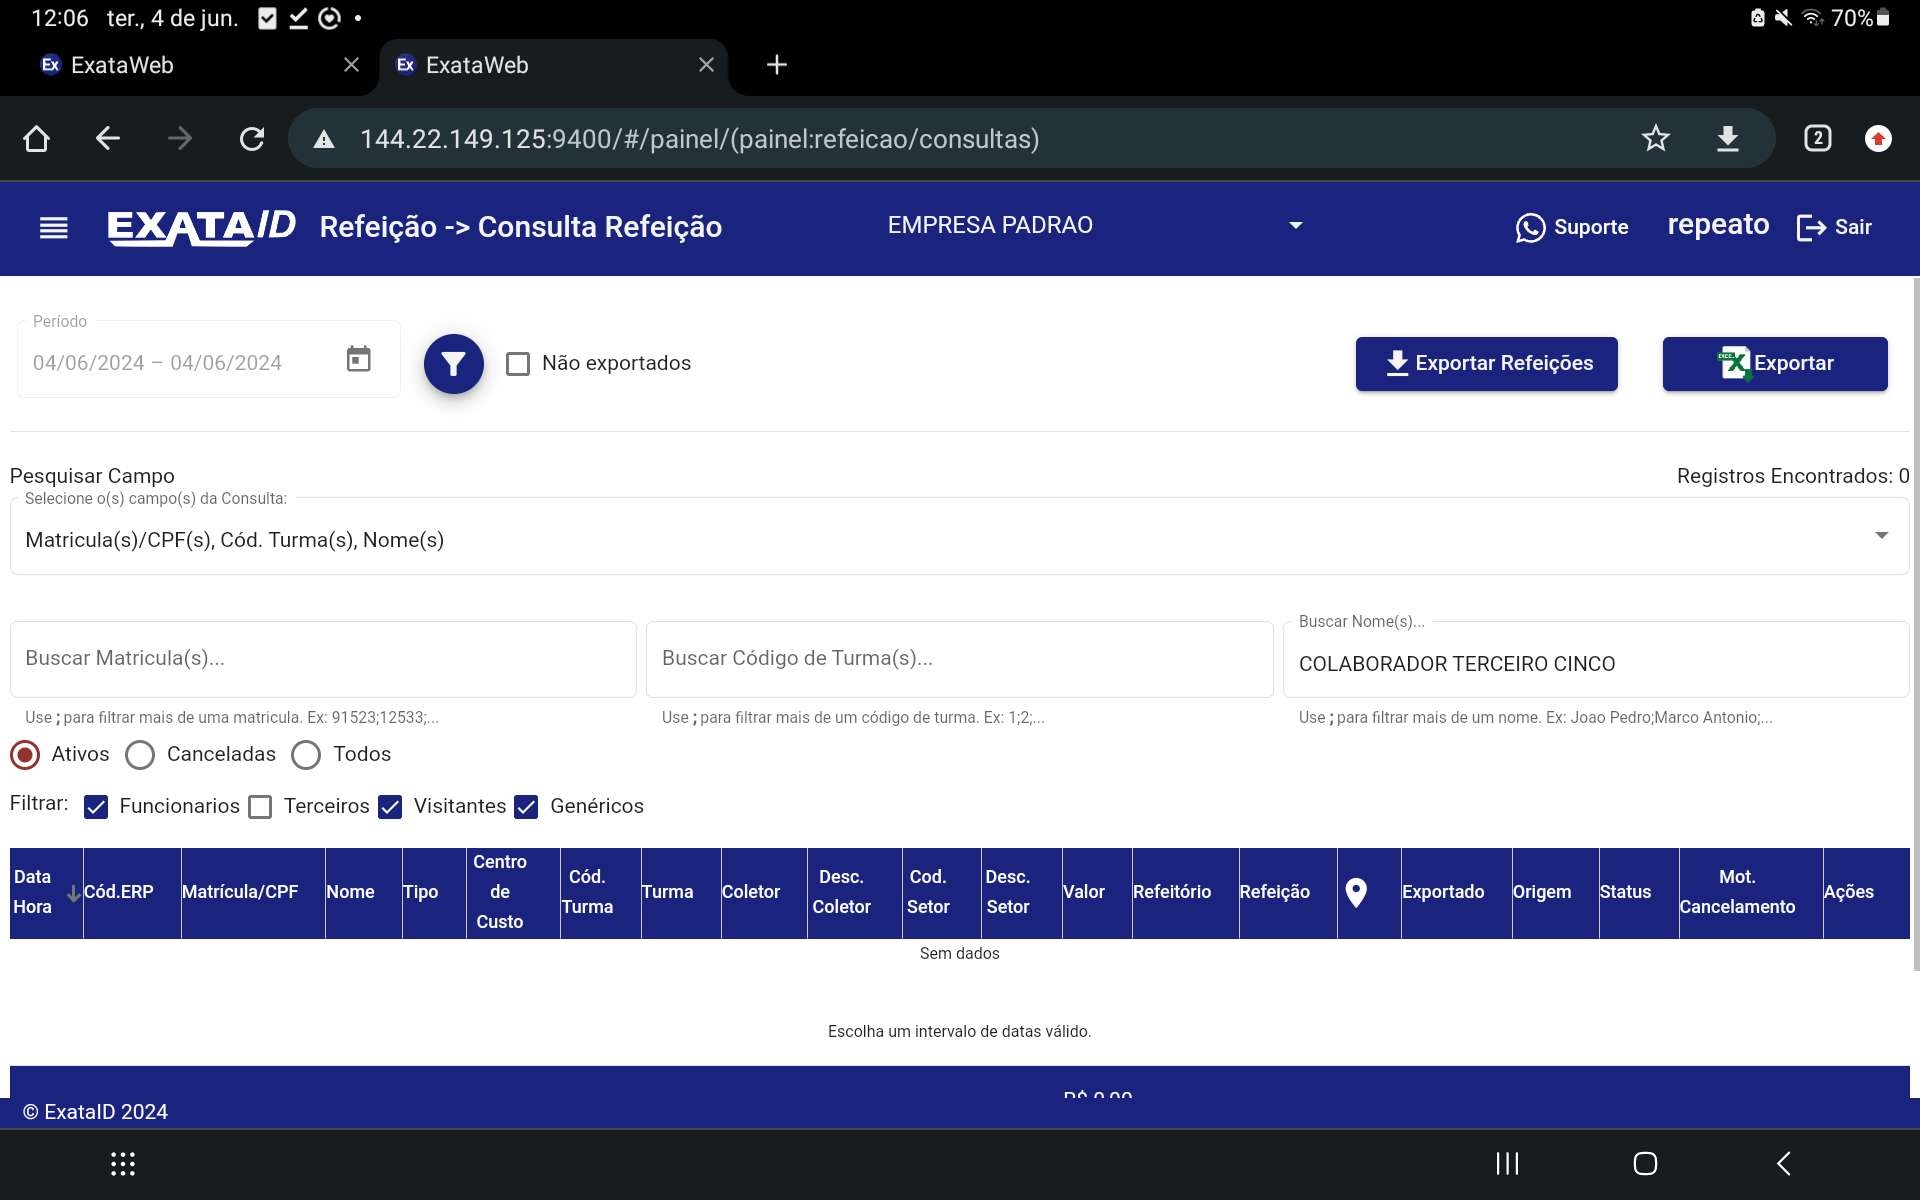 12:06 ter., 4 de jun. 70%
Ex ExataWeb Ex ExataWeb
144.22.149.125:9400/#/painel/(painel:refeicao/consultas) 2
EXATAID Refeição -> Consulta Refeição EMPRESA PADRAO Suporte repeato Sair
Período
04/06/2024 – 04/06/2024 Não exportados Exportar Refeições Exportar
Pesquisar Campo Registros Encontrados: 0
Selecione o(s) campo(s) da Consulta:
Matricula(s)/CPF(s), Cód. Turma(s), Nome(s)
Buscar Nome(s)...
Buscar Matricula(s)... Buscar Código de Turma(s)... COLABORADOR TERCEIRO CINCO
Use ; para filtrar mais de uma matricula. Ex: 91523;12533;... Use ; para filtrar mais de um código de turma. Ex: 1;2;... Use ; para filtrar mais de um nome. Ex: Joao Pedro;Marco Antonio;...
Ativos Canceladas Todos
Filtrar: Funcionarios Terceiros Visitantes Genéricos
Data Hora Cód.ERP Matrícula/CPF Nome Tipo Centro de Custo Cód. Turma Turma Coletor Desc. Coletor Cod. Setor Desc. Setor Valor Refeitório Refeição Exportado Origem Status Mot. Cancelamento Ações
Sem dados
Escolha um intervalo de datas válido.
R$ 0,00
© ExataID 2024